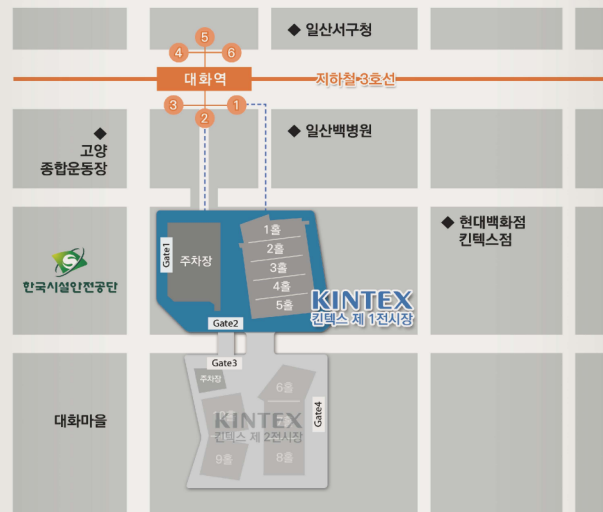 5
◆ 일산서구청
4
6
대화역
지하철 3호선
3
1
2
◆
고양
종합운동장
◆ 일산백병원
1홀
2홀
3홀
4홀
5홀
Gate1
주차장
◆ 현대백화점
킨텍스점
S
한국시설안전공단
KINTEX
킨텍스 제 1전시장
Gate2
Gate3
주차장
6홀
KINTEX
킨텍스 제 2전시장
Gate4
9홀
8홀
대화마을